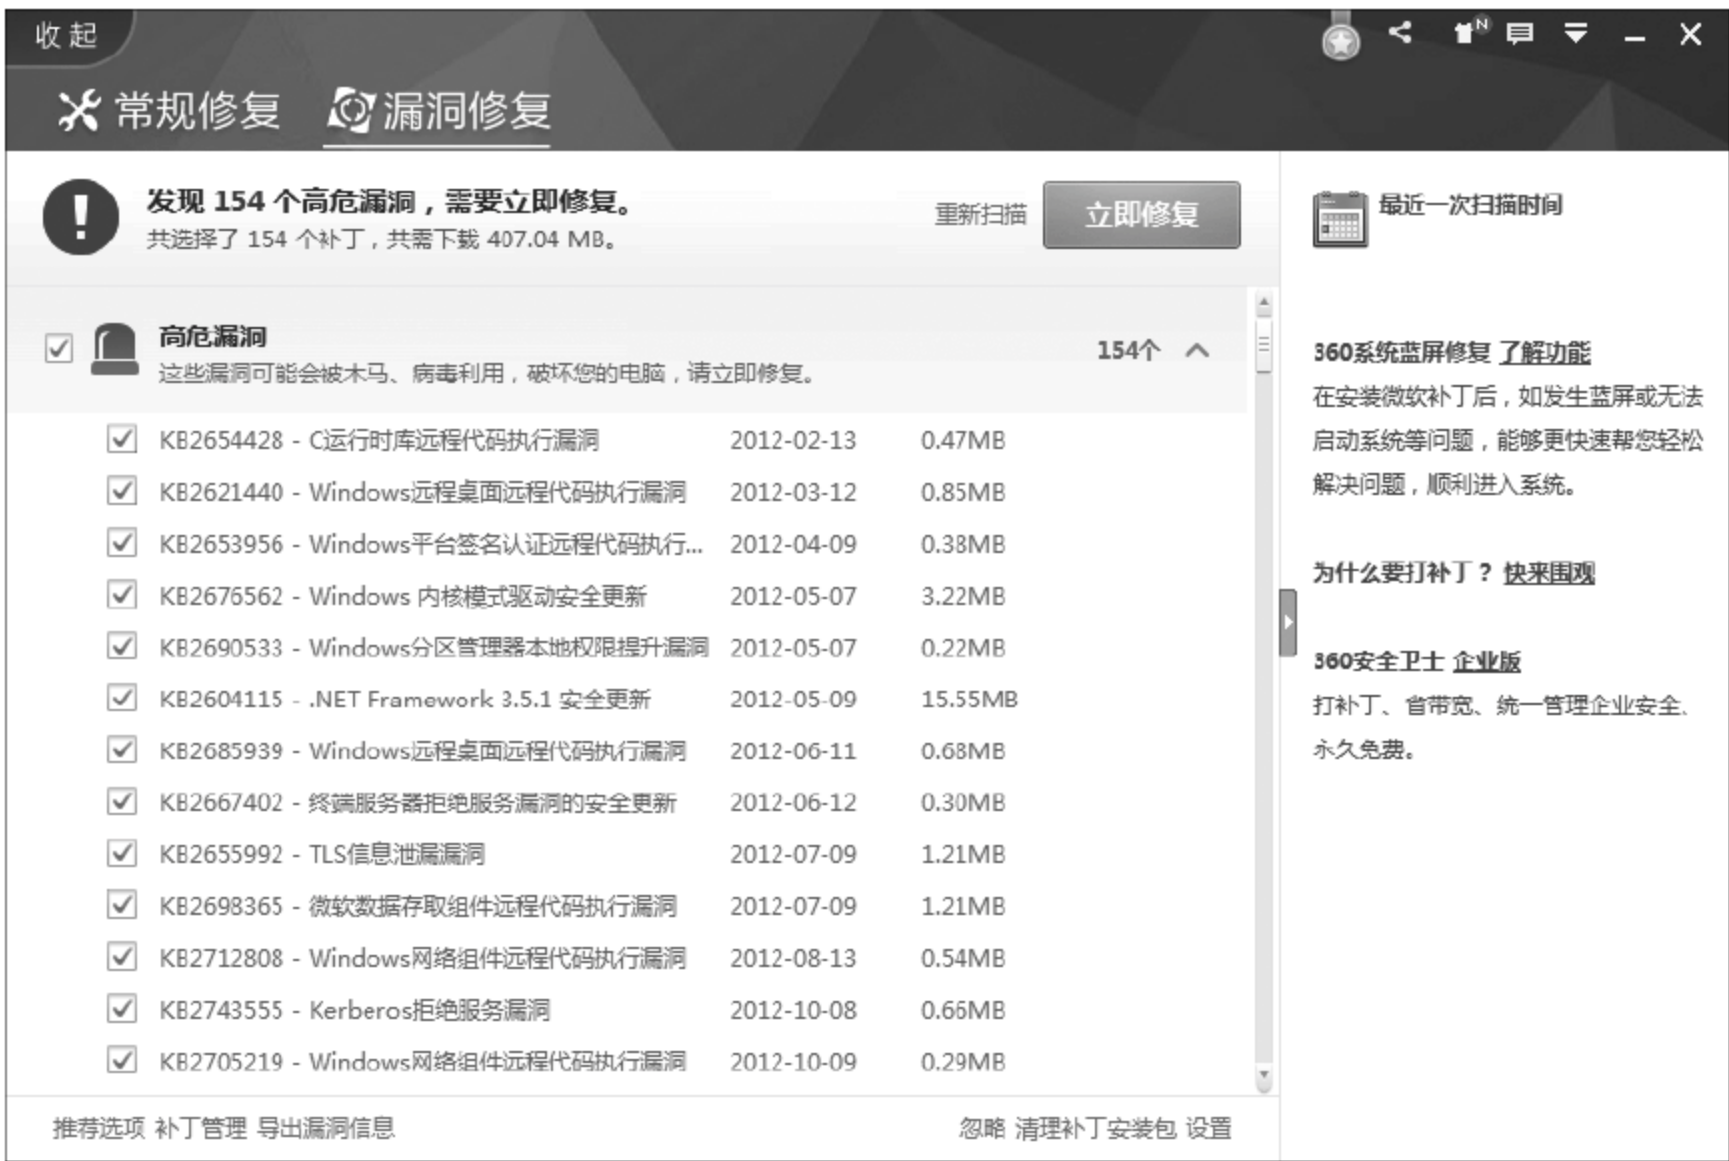 收起
N
常规修复 漏洞修复
发现 154 个高危漏洞，需要立即修复。
共选择了 154 个补丁，共需下载 407.04 MB。
重新扫描 立即修复
高危漏洞
这些漏洞可能会被木马、病毒利用，破坏您的电脑，请立即修复。
154个
KB2654428 - C运行时库远程代码执行漏洞 2012-02-13 0.47MB
KB2621440 - Windows远程桌面远程代码执行漏洞 2012-03-12 0.85MB
KB2653956 - Windows平台签名认证远程代码执行... 2012-04-09 0.38MB
KB2676562 - Windows 内核模式驱动安全更新 2012-05-07 3.22MB
KB2690533 - Windows分区管理器本地权限提升漏洞 2012-05-07 0.22MB
KB2604115 - .NET Framework 3.5.1 安全更新 2012-05-09 15.55MB
KB2685939 - Windows远程桌面远程代码执行漏洞 2012-06-11 0.68MB
KB2667402 - 终端服务器拒绝服务漏洞的安全更新 2012-06-12 0.30MB
KB2655992 - TLS信息泄漏漏洞 2012-07-09 1.21MB
KB2698365 - 微软数据存取组件远程代码执行漏洞 2012-07-09 1.21MB
KB2712808 - Windows网络组件远程代码执行漏洞 2012-08-13 0.54MB
KB2743555 - Kerberos拒绝服务漏洞 2012-10-08 0.66MB
KB2705219 - Windows网络组件远程代码执行漏洞 2012-10-09 0.29MB
推荐选项 补丁管理 导出漏洞信息
忽略 清理补丁安装包 设置
最近一次扫描时间
360系统蓝屏修复 了解功能
在安装微软补丁后，如发生蓝屏或无法
启动系统等问题，能够更快速帮您轻松
解决问题，顺利进入系统。
为什么要打补丁？ 快来围观
360安全卫士 企业版
打补丁、省带宽、统一管理企业安全、
永久免费。